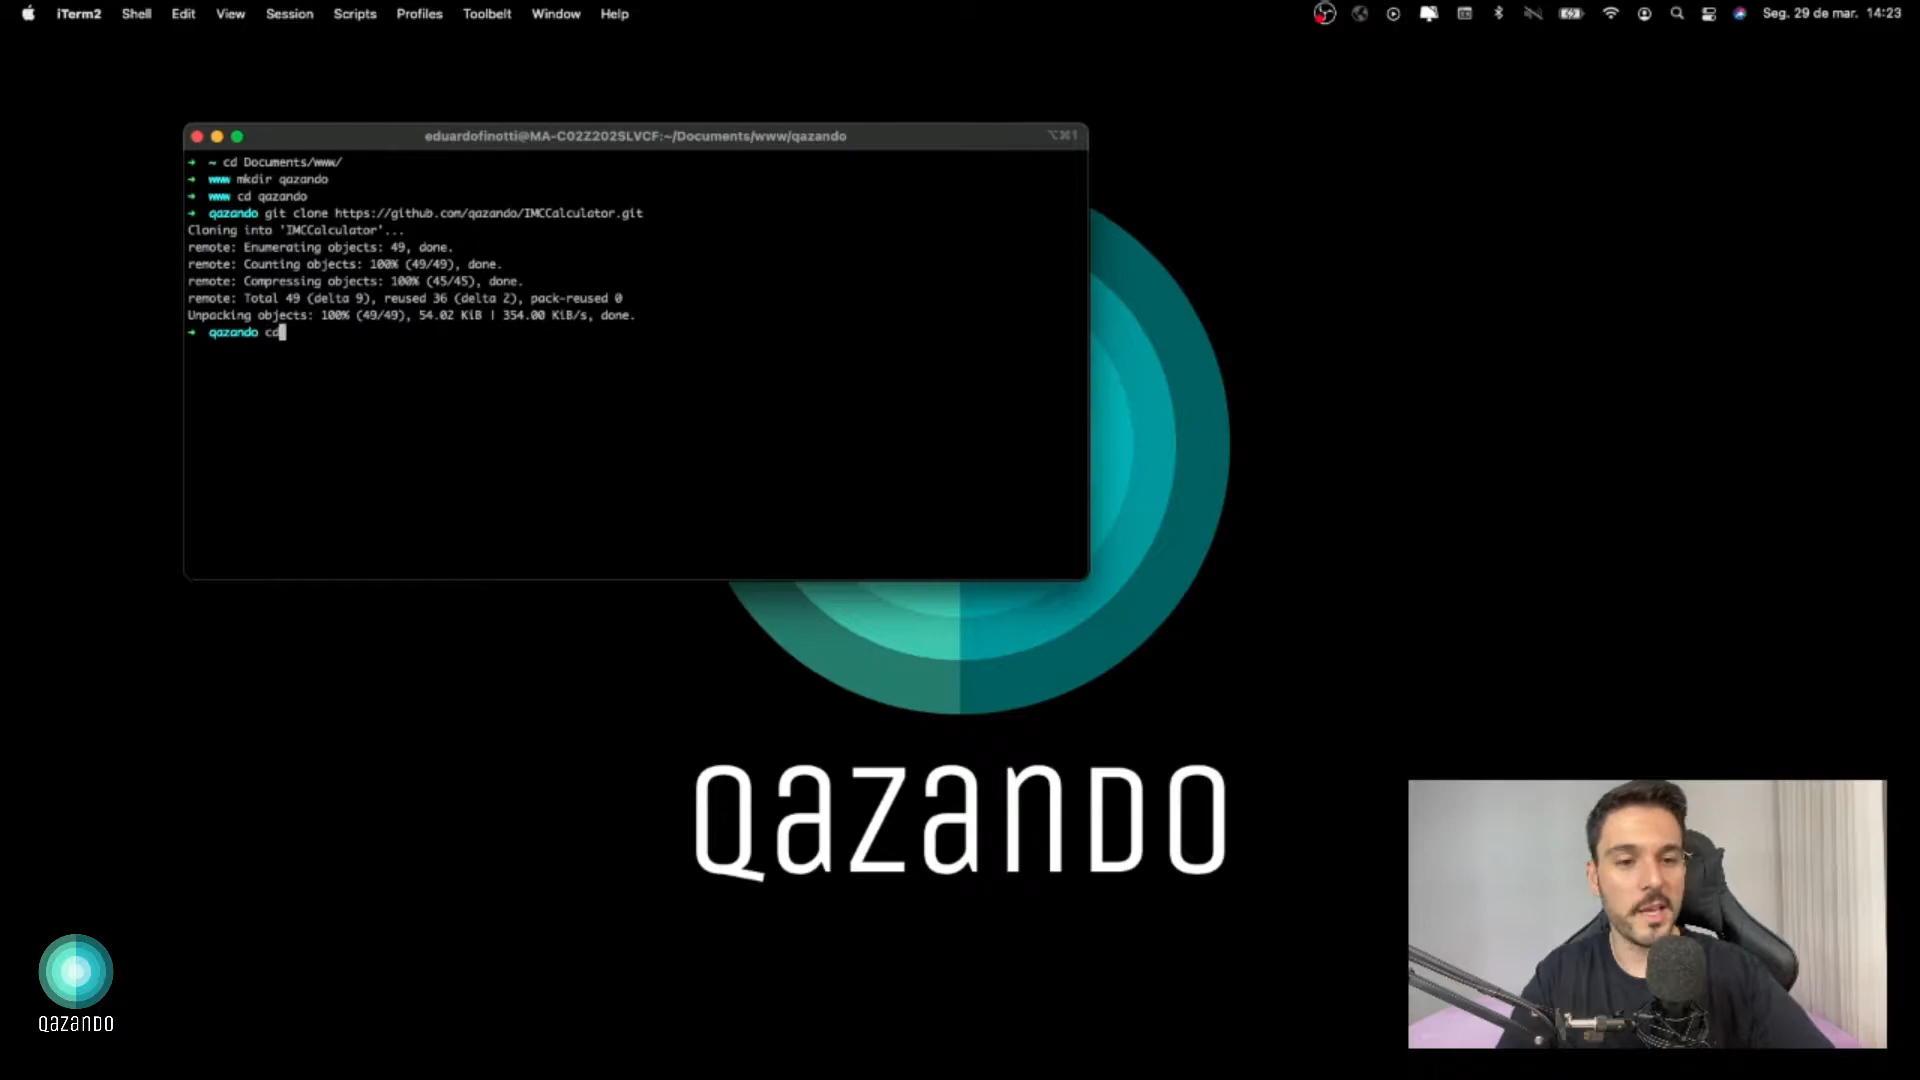 iTerm2 Shell Edit View Session Scripts Profiles Toolbelt Window Help Seg. 29 de mar. 14:23
eduardofinotti@MA-C02Z202SLVCF:~/Documents/www/qazando ⌥⌘1
➜ ~ cd Documents/www/
➜ www mkdir qazando
➜ www cd qazando
➜ qazando git clone https://github.com/qazando/IMCCalculator.git
Cloning into 'IMCCalculator'...
remote: Enumerating objects: 49, done.
remote: Counting objects: 100% (49/49), done.
remote: Compressing objects: 100% (45/45), done.
remote: Total 49 (delta 9), reused 36 (delta 2), pack-reused 0
Unpacking objects: 100% (49/49), 54.02 KiB | 354.00 KiB/s, done.
➜ qazando cd
QazanDO
QazanDO